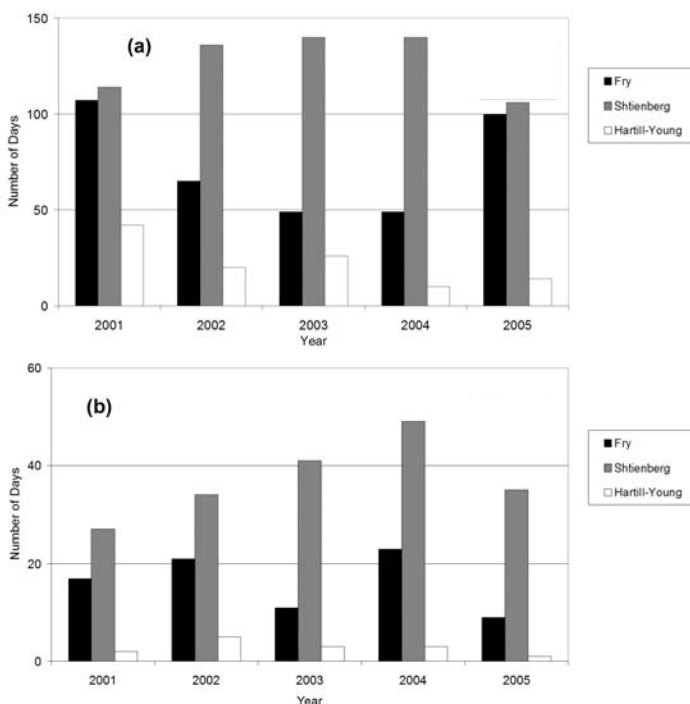 (a)
Number of Days
150
100
50
0
2001 2002 2003 2004 2005
Year
Fry
Shtienberg
Hartill-Young
(b)
Number of Days
60
40
20
0
2001 2002 2003 2004 2005
Year
Fry
Shtienberg
Hartill-Young